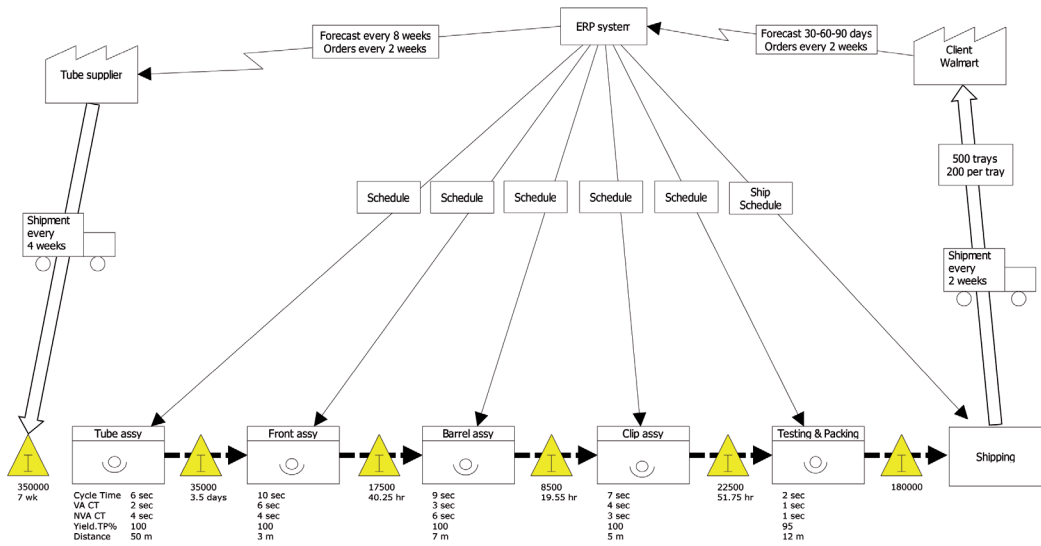 Forecast every 8 weeks
Orders every 2 weeks
ERP system
Forecast 30-60-90 days
Orders every 2 weeks
Tube supplier
Client
Walmart
500 trays
200 per tray
Schedule
Schedule
Schedule
Schedule
Schedule
Ship
Schedule
Shipment
every
4 weeks
Shipment
every
2 weeks
Tube assy
Front assy
Barrel assy
Clip assy
Testing & Packing
Shipping
I
I
I
I
I
I
350000
7 wk
35000
3.5 days
17500
40.25 hr
8500
19.55 hr
22500
51.75 hr
180000
Cycle Time 6 sec 10 sec 9 sec 7 sec 2 sec
VA CT 2 sec 6 sec 3 sec 4 sec 1 sec
NVA CT 4 sec 4 sec 6 sec 3 sec 1 sec
Yield.TP% 100 100 100 100 95
Distance 50 m 3 m 7 m 5 m 12 m